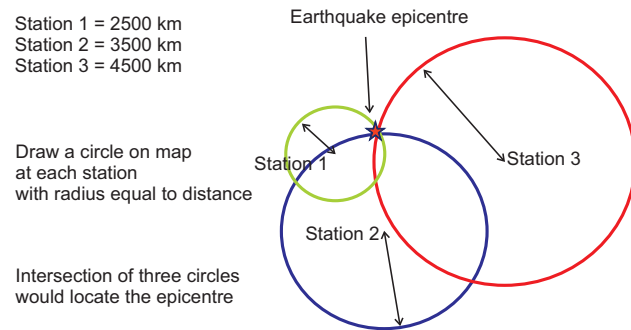 Station 1 = 2500 km
Station 2 = 3500 km
Station 3 = 4500 km
Earthquake epicentre
Draw a circle on map
at each station
with radius equal to distance
Station 1
Station 3
Station 2
Intersection of three circles
would locate the epicentre